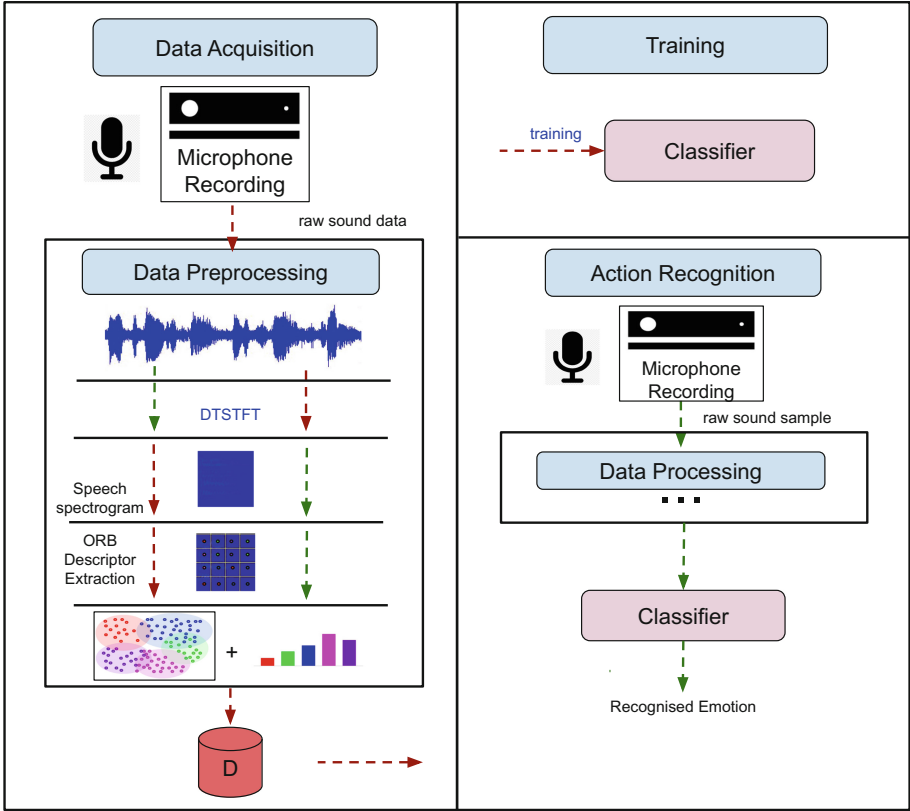 Data Acquisition
Microphone
Recording
raw sound data
Data Preprocessing
DTSTFT
Speech
spectrogram
ORB
Descriptor
Extraction
+
D
Training
training
Classifier
Action Recognition
Microphone
Recording
raw sound sample
Data Processing
...
Classifier
Recognised Emotion